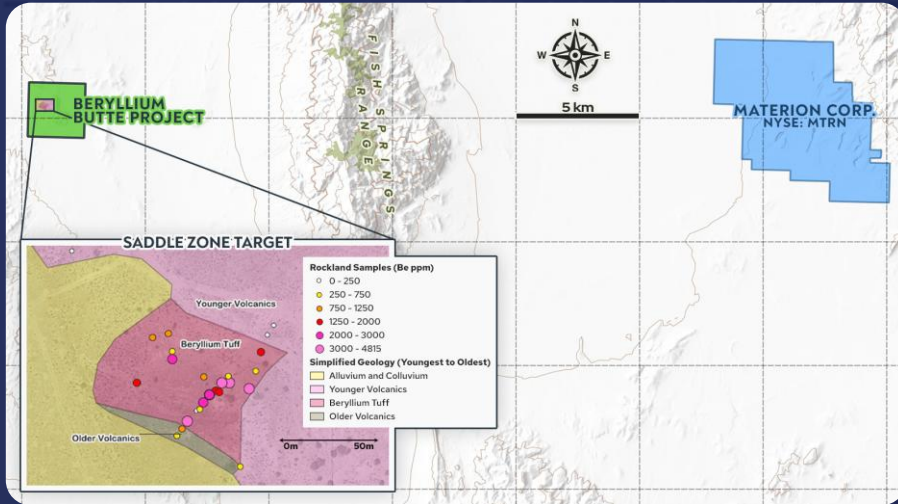 N
W
E
S
5 km
FISH SPRINGS
RANGE
BERYLLIUM
BUTTE PROJECT
MATERION CORP.
NYSE: MTRN
SADDLE ZONE TARGET
Younger Volcanics
Beryllium Tuff
Older Volcanics
0m
50m
Rockland Samples (Be ppm)
0 - 250
250 - 750
750 - 1250
1250 - 2000
2000 - 3000
3000 - 4815
Simplified Geology (Youngest to Oldest)
Alluvium and Colluvium
Younger Volcanics
Beryllium Tuff
Older Volcanics